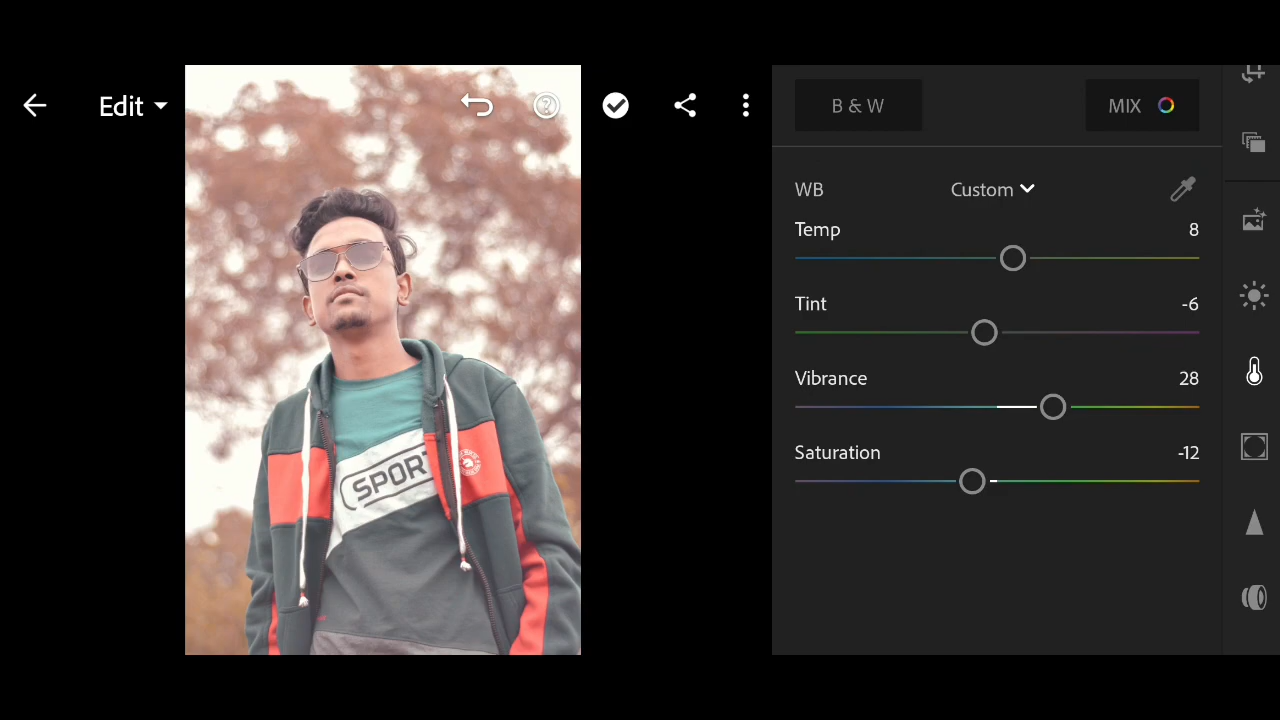 Edit
B & W
MIX
WB
Custom
Temp
8
Tint
-6
Vibrance
28
Saturation
-12
SPORT